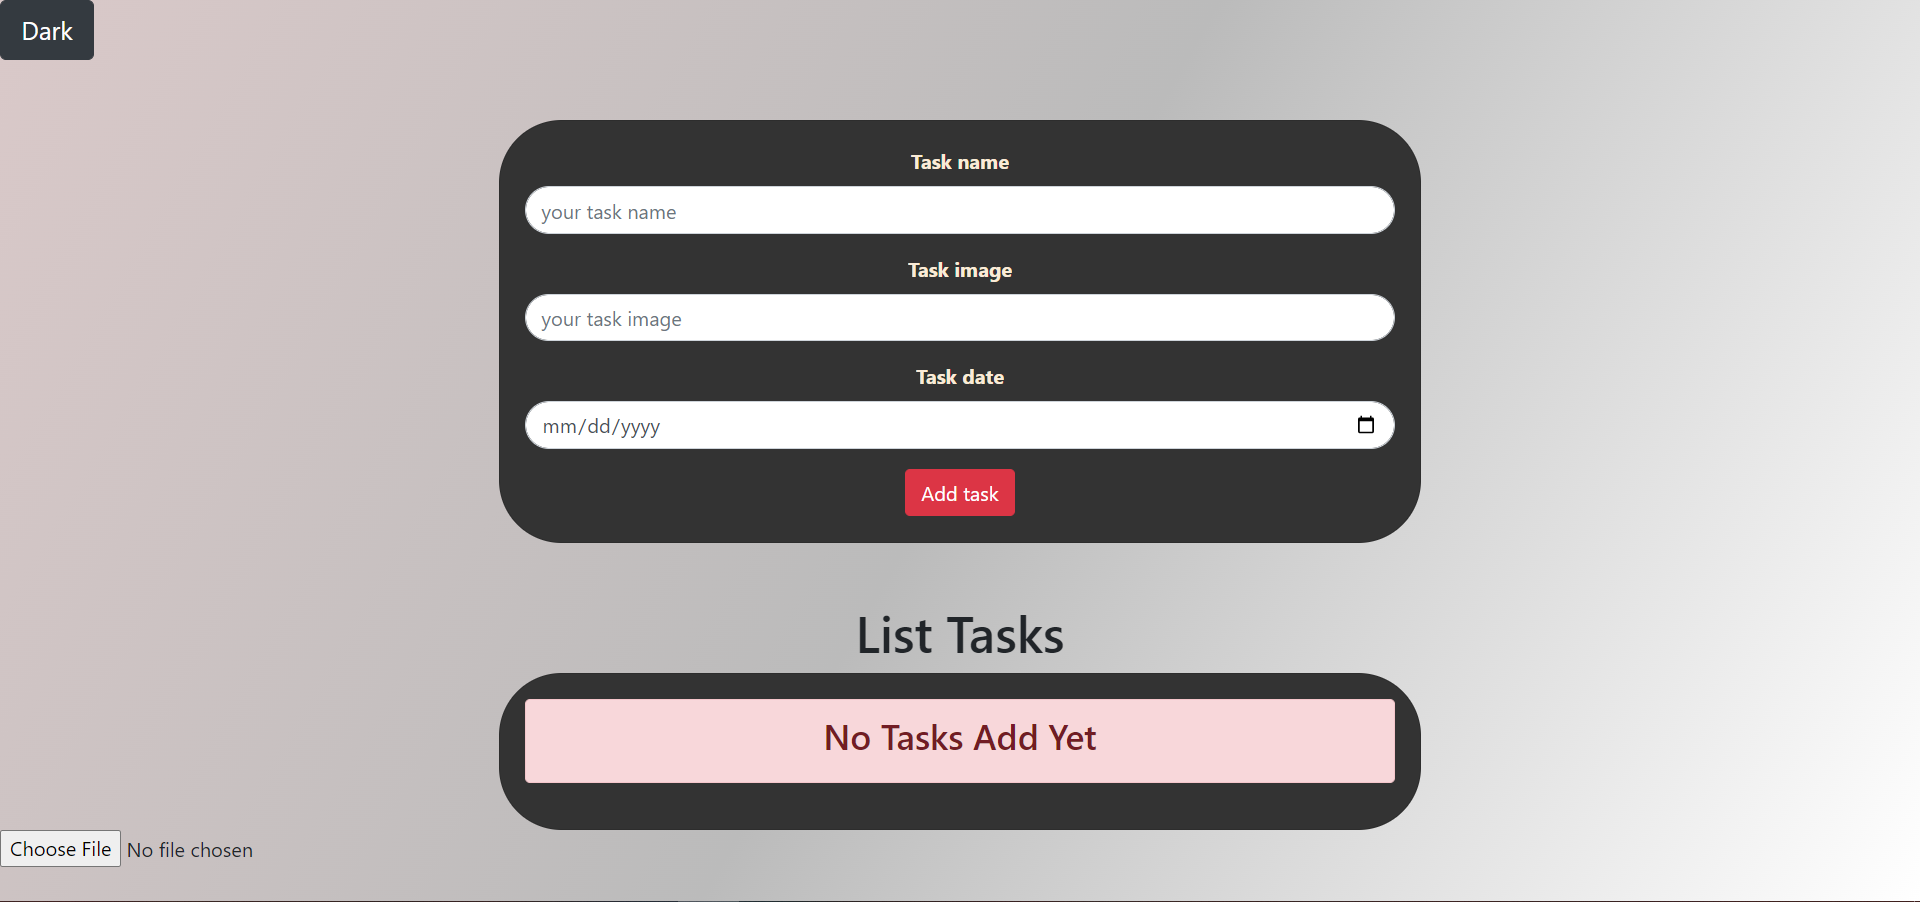 Dark
Task name
your task name
Task image
your task image
Task date
mm/dd/yyyy
Add task
List Tasks
No Tasks Add Yet
Choose File No file chosen